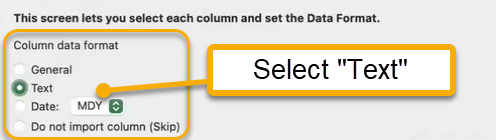 This screen lets you select each column and set the Data Format.
Column data format
General
Text
Date: MDY
Do not import column (Skip)
Select "Text"